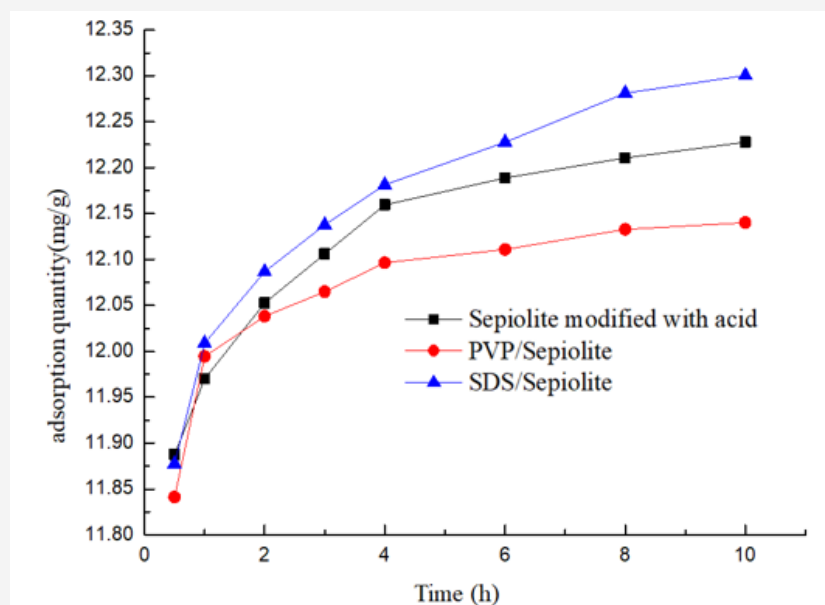 12.35
12.30
12.25
12.20
12.15
12.10
12.05
12.00
11.95
11.90
11.85
11.80
adsorption quantity(mg/g)
Sepiolite modified with acid
PVP/Sepiolite
SDS/Sepiolite
0 2 4 6 8 10
Time (h)